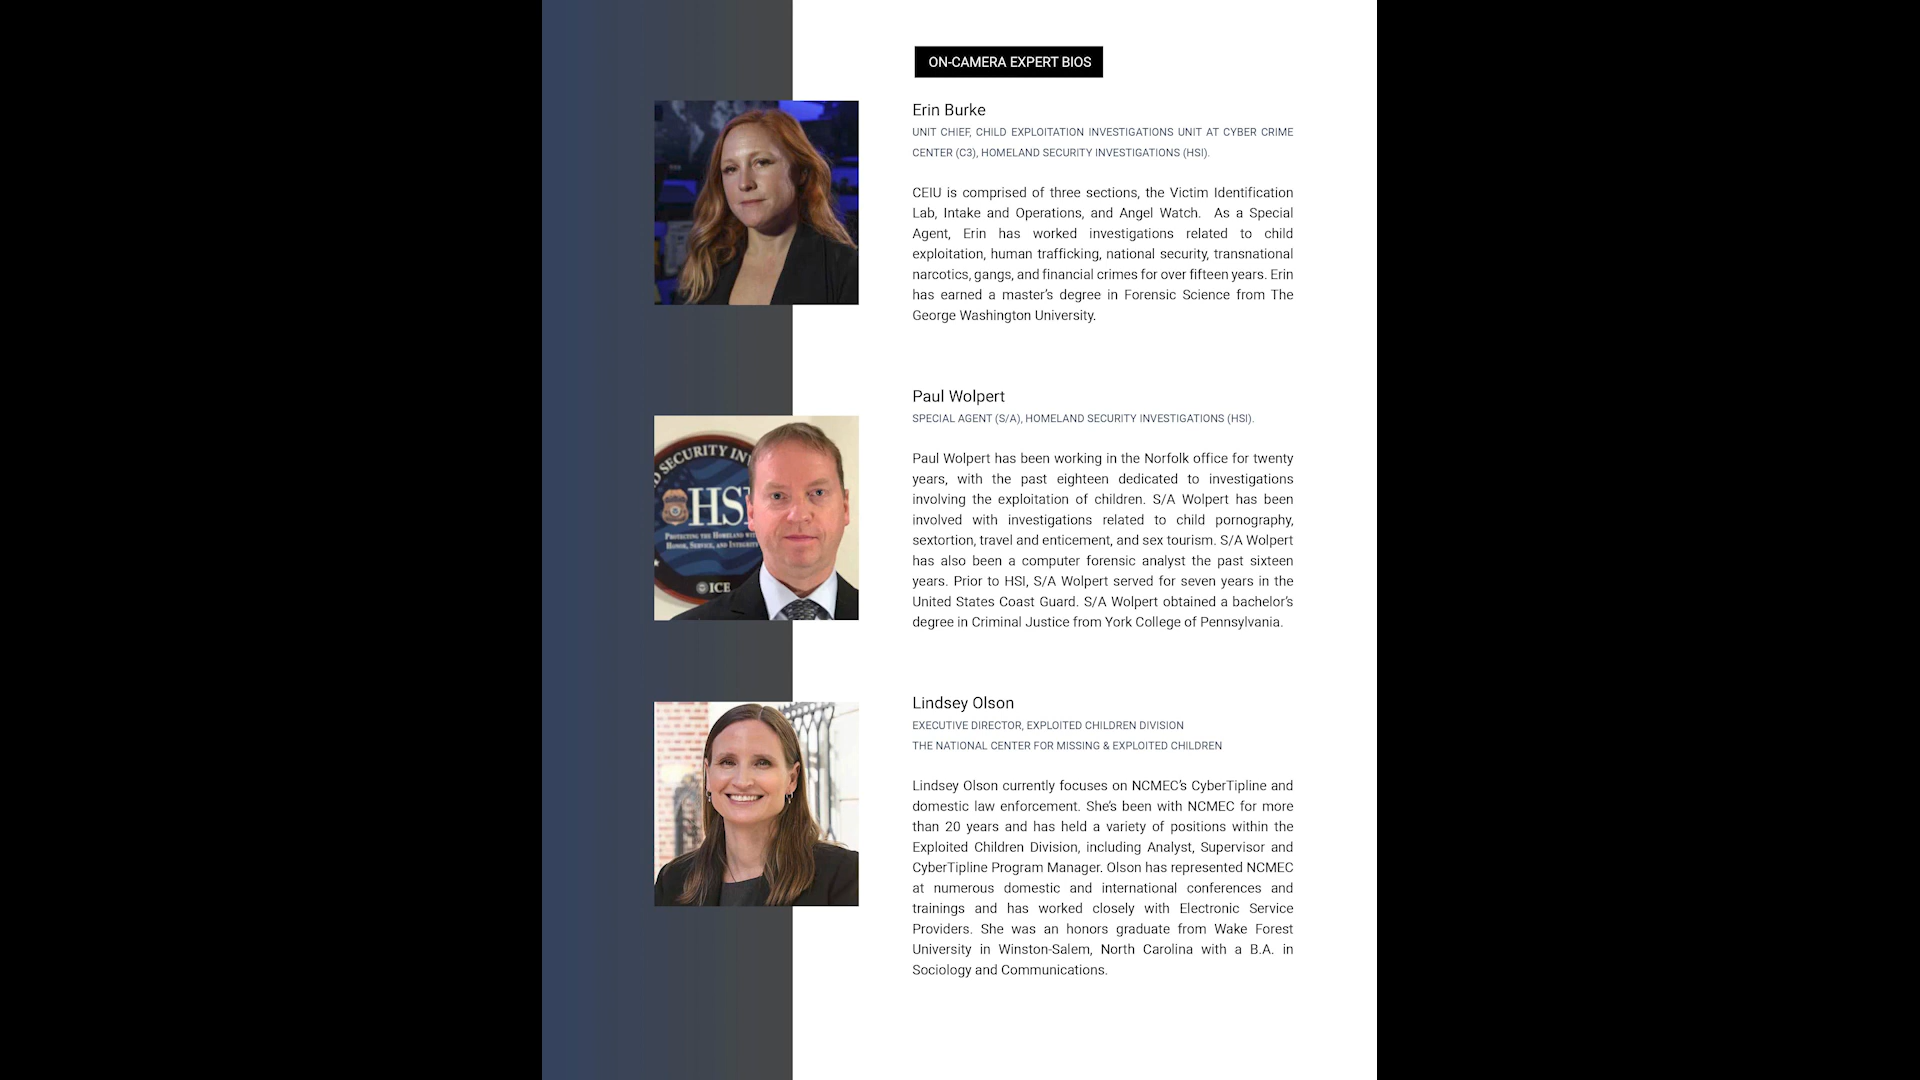 ON-CAMERA EXPERT BIOS
Erin Burke
UNIT CHIEF, CHILD EXPLOITATION INVESTIGATIONS UNIT AT CYBER CRIME
CENTER (C3), HOMELAND SECURITY INVESTIGATIONS (HSI).
CEIU is comprised of three sections, the Victim Identification
Lab, Intake and Operations, and Angel Watch. As a Special
Agent, Erin has worked investigations related to child
exploitation, human trafficking, national security, transnational
narcotics, gangs, and financial crimes for over fifteen years. Erin
has earned a master's degree in Forensic Science from The
George Washington University.
SECURITY INV
HSI
PROTECTING THE HOMELAND WIT
HONOR, SERVICE, AND INTEGRITY
ICE
Paul Wolpert
SPECIAL AGENT (S/A), HOMELAND SECURITY INVESTIGATIONS (HSI).
Paul Wolpert has been working in the Norfolk office for twenty
years, with the past eighteen dedicated to investigations
involving the exploitation of children. S/A Wolpert has been
involved with investigations related to child pornography,
sextortion, travel and enticement, and sex tourism. S/A Wolpert
has also been a computer forensic analyst the past sixteen
years. Prior to HSI, S/A Wolpert served for seven years in the
United States Coast Guard. S/A Wolpert obtained a bachelor's
degree in Criminal Justice from York College of Pennsylvania.
Lindsey Olson
EXECUTIVE DIRECTOR, EXPLOITED CHILDREN DIVISION
THE NATIONAL CENTER FOR MISSING & EXPLOITED CHILDREN
Lindsey Olson currently focuses on NCMEC's CyberTipline and
domestic law enforcement. She's been with NCMEC for more
than 20 years and has held a variety of positions within the
Exploited Children Division, including Analyst, Supervisor and
CyberTipline Program Manager. Olson has represented NCMEC
at numerous domestic and international conferences and
trainings and has worked closely with Electronic Service
Providers. She was an honors graduate from Wake Forest
University in Winston-Salem, North Carolina with a B.A. in
Sociology and Communications.